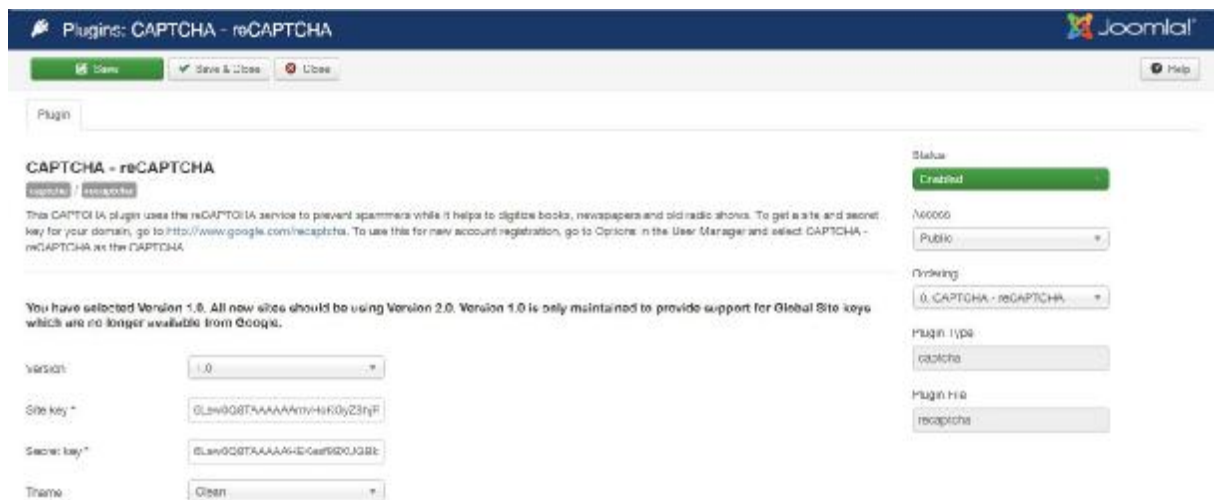 Plugins: CAPTCHA - reCAPTCHA
Joomla!
Save
Save & Close
Close
Help
Plugin
CAPTCHA - reCAPTCHA
captcha / recaptcha
This CAPTCHA plugin uses the reCAPTCHA service to prevent spammers while it helps to digitize books, newspapers and old radio shows. To get a site and secret
key for your domain, go to http://www.google.com/recaptcha. To use this for new account registration, go to Options in the User Manager and select CAPTCHA -
reCAPTCHA as the CAPTCHA
You have selected Version 1.0. All new sites should be using Version 2.0. Version 1.0 is only maintained to provide support for Global Site keys
which are no longer available from Google.
Version
1.0
Site key *
Secret key *
Theme
Clean
Status
Enabled
Access
Public
Ordering
0. CAPTCHA - reCAPTCHA
Plugin Type
captcha
Plugin File
recaptcha